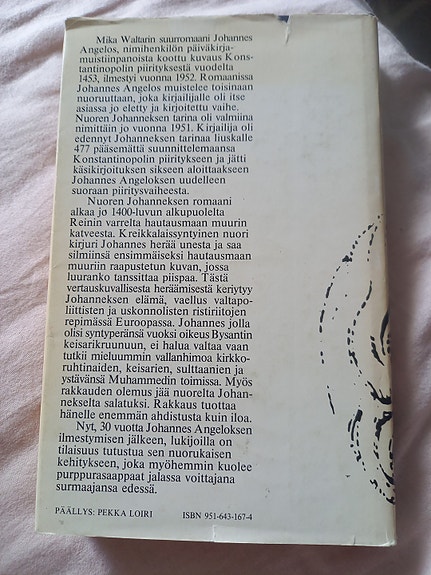 Mika Waltarin suurromaani Johannes
Angelos, nimihenkilön päiväkirja-
muistiinpanoista koottu kuvaus Kons-
tantinopolin piirityksestä vuodelta
1453, ilmestyi vuonna 1952. Romaanissa
Johannes Angelos muistelee toisinaan
nuoruuttaan, joka kirjailijalle oli itse
asiassa jo eletty ja kirjoitettu vaihe.
Nuoren Johanneksen tarina oli valmiina
nimittäin jo vuonna 1951. Kirjailija oli
edennyt Johanneksen tarinaa liuskalle
477 pääsemättä suunnittelemaansa
Konstantinopolin piiritykseen ja jätti
käsikirjoituksen sikseen aloittaakseen
Johannes Angeloksen uudelleen
suoraan piiritysvaiheesta.
Nuoren Johanneksen romaani
alkaa jo 1400-luvun alkupuolelta
Reinin varrelta hautausmaan muurin
katveesta. Kreikkalaissyntyinen nuori
kirjuri Johannes herää unesta ja saa
silmiinsä ensimmäiseksi hautausmaan
muuriin raapustetun kuvan, jossa
luuranko tanssittaa piispaa. Tästä
vertauskuvallisesta heräämisestä keriytyy
Johanneksen elämä, vaellus valtapo-
liittisten ja uskonnolisten ristiriitojen
repimässä Euroopassa. Johannes jolla
olisi syntyperänsä vuoksi oikeus Bysantin
keisarikruunuun, ei halua valtaa vaan
tutkii mieluummin vallanhimoa kirkko-
ruhtinaiden, keisarien, sulttaanien ja
ystävänsä Muhammedin toimissa. Myös
rakkauden olemus jää nuorelta Johan-
nekselta salatuksi. Rakkaus tuottaa
hänelle enemmän ahdistusta kuin iloa.
Nyt, 30 vuotta Johannes Angeloksen
ilmestymisen jälkeen, lukijoilla on
tilaisuus tutustua sen nuorukaisen
kehitykseen, joka myöhemmin kuolee
purppurasaappaat jalassa voittajana
surmaajansa edessä.
PÄÄLLYS: PEKKA LOIRI
ISBN 951-643-167-4